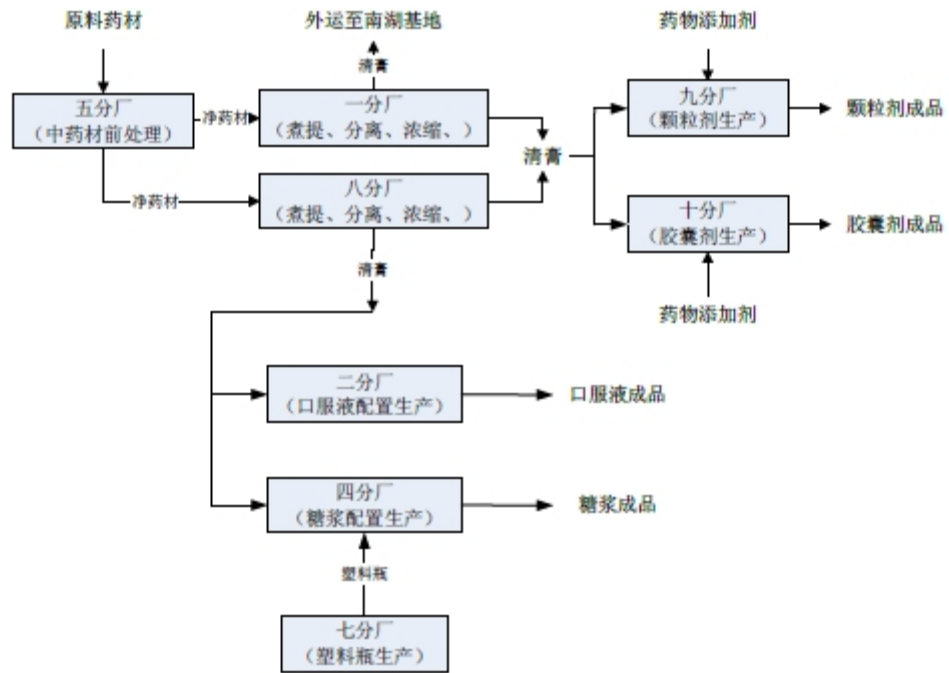 原料药材
外运至南湖基地
药物添加剂
清膏
五分厂
（中药材前处理）
净药材
一分厂
（煮提、分离、浓缩、）
九分厂
（颗粒剂生产）
颗粒剂成品
清膏
净药材
八分厂
（煮提、分离、浓缩、）
十分厂
（胶囊剂生产）
胶囊剂成品
清膏
药物添加剂
二分厂
（口服液配置生产）
口服液成品
四分厂
（糖浆配置生产）
糖浆成品
塑料瓶
七分厂
（塑料瓶生产）